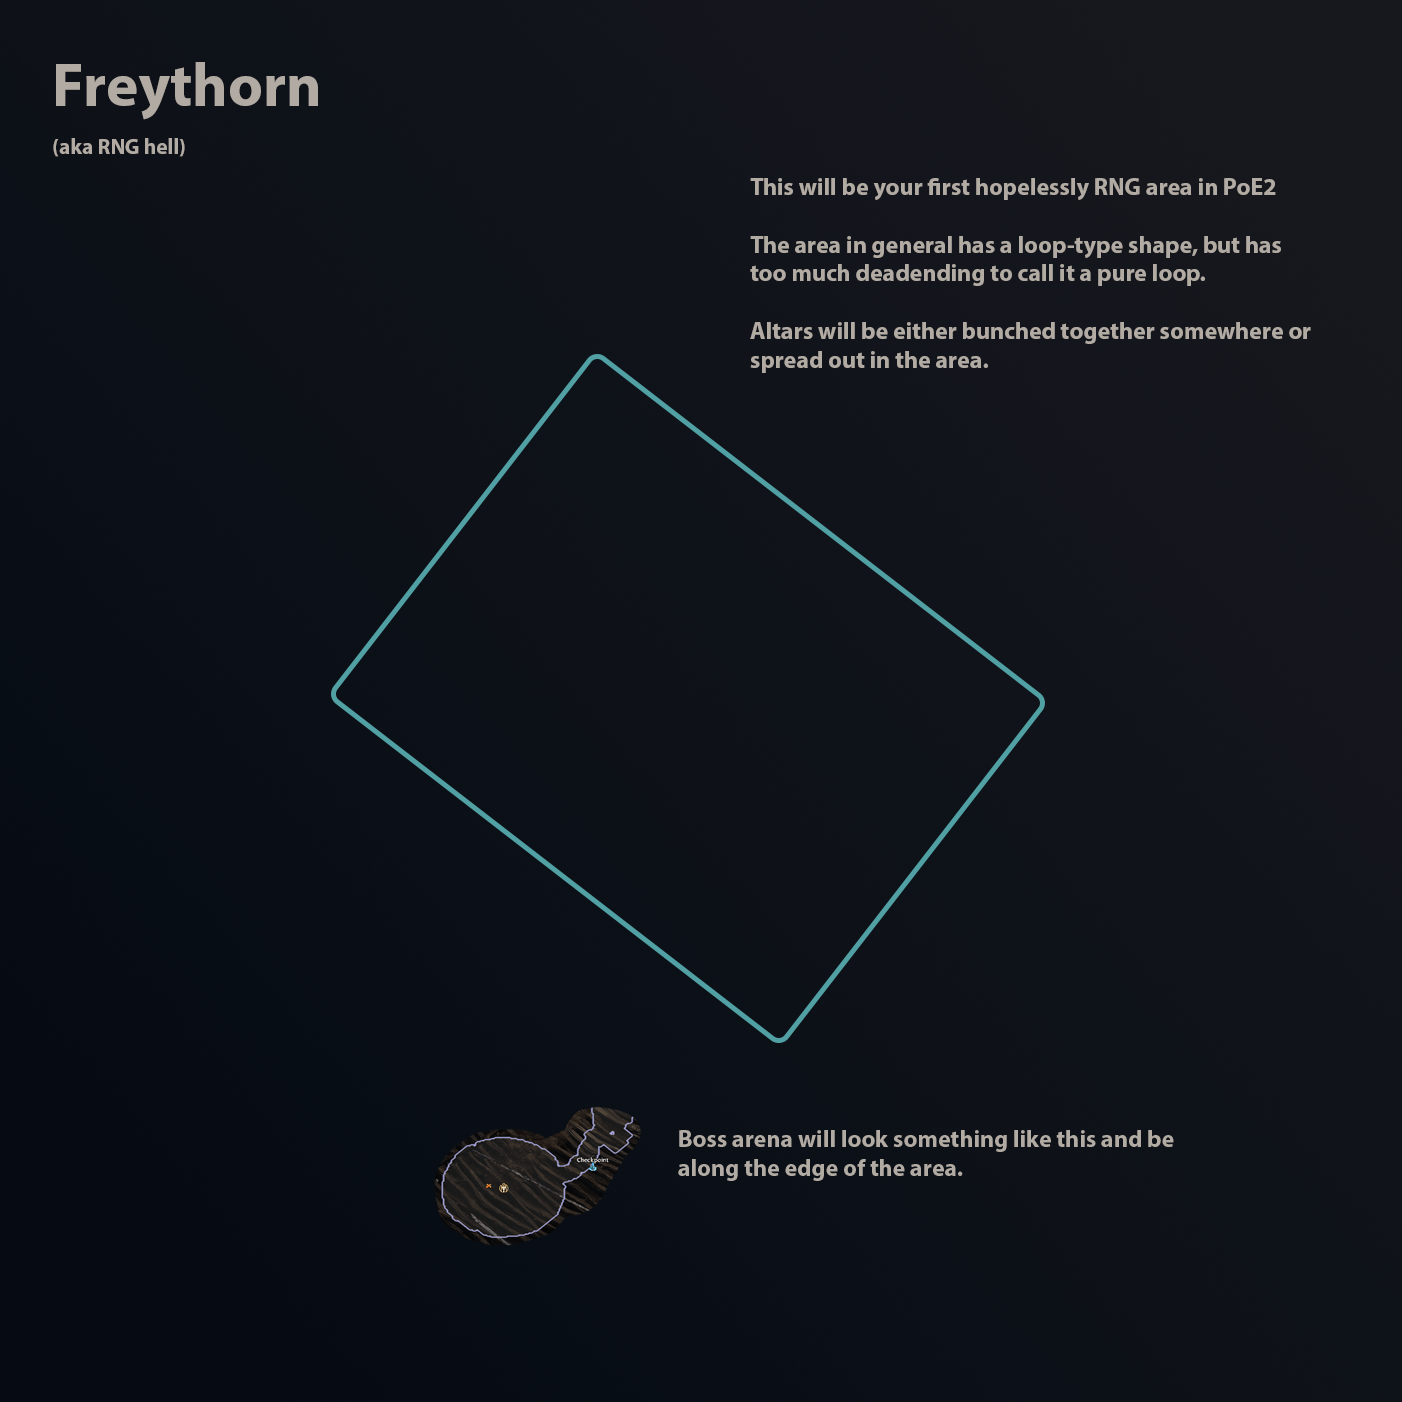 Freythorn
(aka RNG hell)
This will be your first hopelessly RNG area in PoE2
The area in general has a loop-type shape, but has
too much deadending to call it a pure loop.
Altars will be either bunched together somewhere or
spread out in the area.
Checkpoint
Boss arena will look something like this and be
along the edge of the area.